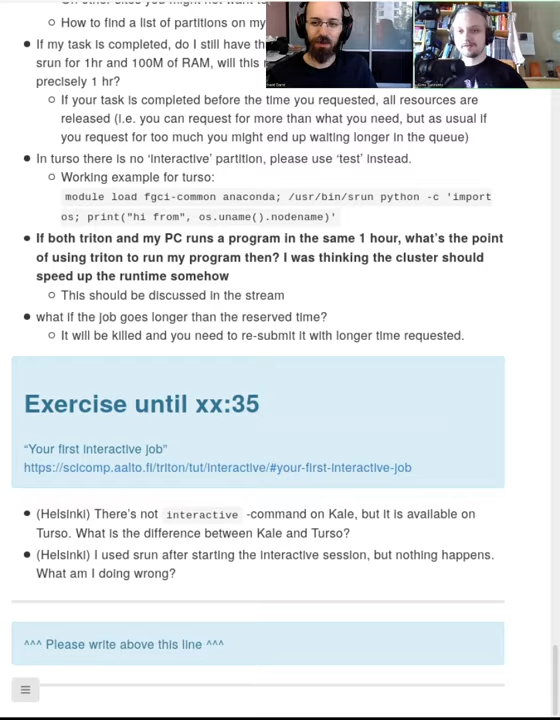 How to find a list of partitions on my
If my task is completed, do I still have th
srun for 1hr and 100M of RAM, will this
precisely 1 hr?
If your task is completed before the time you requested, all resources are
released (i.e. you can request for more than what you need, but as usual if
you request for too much you might end up waiting longer in the queue)
In turso there is no ‘interactive’ partition, please use ‘test’ instead.
Working example for turso:
module load fgci-common anaconda; /usr/bin/srun python -c 'import
os; print("hi from", os.uname().nodename)'
If both triton and my PC runs a program in the same 1 hour, what’s the point
of using triton to run my program then? I was thinking the cluster should
speed up the runtime somehow
This should be discussed in the stream
what if the job goes longer than the reserved time?
It will be killed and you need to re-submit it with longer time requested.
Exercise until xx:35
“Your first interactive job”
https://scicomp.aalto.fi/triton/tut/interactive/#your-first-interactive-job
(Helsinki) There’s not interactive -command on Kale, but it is available on
Turso. What is the difference between Kale and Turso?
(Helsinki) I used srun after starting the interactive session, but nothing happens.
What am I doing wrong?
^^^ Please write above this line ^^^